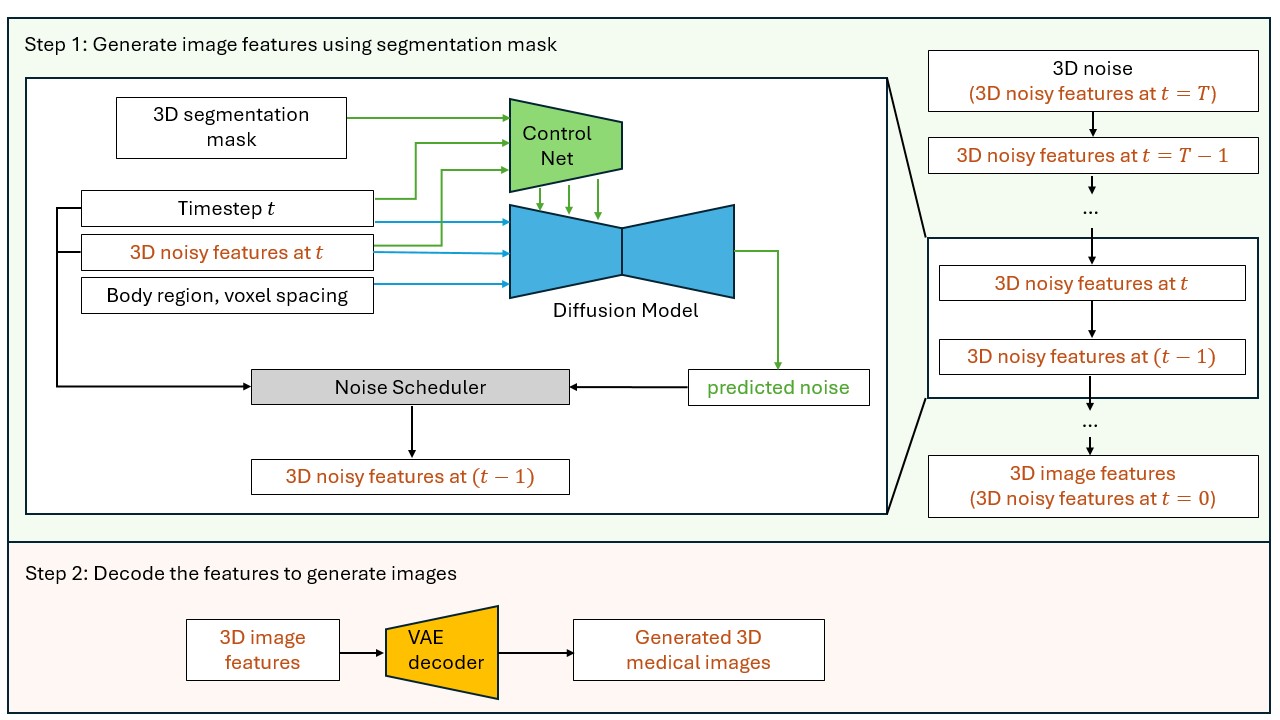 Step 1: Generate image features using segmentation mask
3D segmentation
mask
Control
Net
Timestep t
3D noisy features at t
Body region, voxel spacing
Diffusion Model
Noise Scheduler
predicted noise
3D noisy features at (t − 1)
3D noise
(3D noisy features at t = T)
3D noisy features at t = T − 1
...
3D noisy features at t
3D noisy features at (t − 1)
...
3D image features
(3D noisy features at t = 0)
Step 2: Decode the features to generate images
3D image
features
VAE
decoder
Generated 3D
medical images